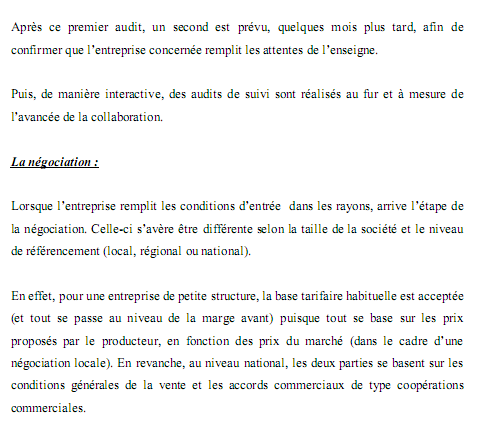 Après ce premier audit, un second est prévu, quelques mois plus tard, afin de
confirmer que l'entreprise concernée remplit les attentes de l'enseigne.
Puis, de manière interactive, des audits de suivi sont réalisés au fur et à mesure de
l'avancée de la collaboration.
La négociation :
Lorsque l'entreprise remplit les conditions d'entrée dans les rayons, arrive l'étape de
la négociation. Celle-ci s'avère être différente selon la taille de la société et le niveau
de référencement (local, régional ou national).
En effet, pour une entreprise de petite structure, la base tarifaire habituelle est acceptée
(et tout se passe au niveau de la marge avant) puisque tout se base sur les prix
proposés par le producteur, en fonction des prix du marché (dans le cadre d'une
négociation locale). En revanche, au niveau national, les deux parties se basent sur les
conditions générales de la vente et les accords commerciaux de type coopérations
commerciales.